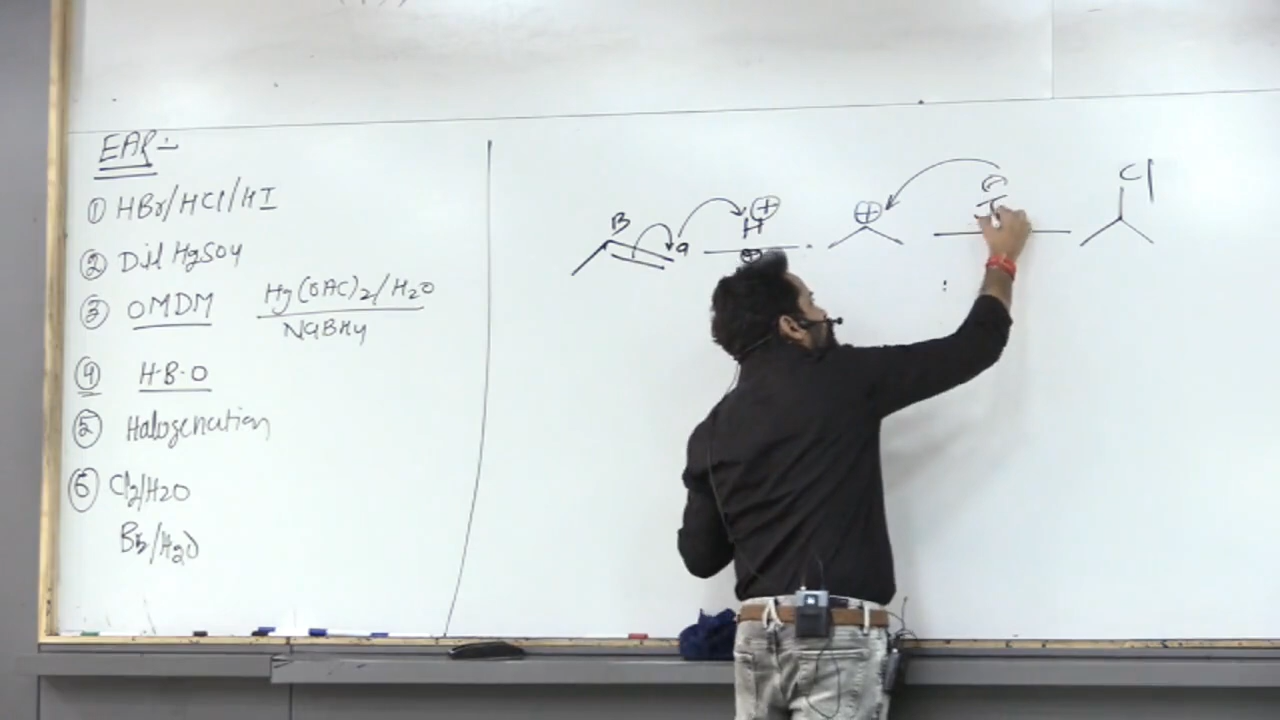 EAR:-
① HBr/HCl/HI
② Dil H2SO4
③ OMDM Hg(OAC)2/H2O
NaBH4
④ H-B-O
⑤ Halogenation
⑥ Cl2/H2O
Br2/H2O
B a H ⊕
⊕
⊕
Cl